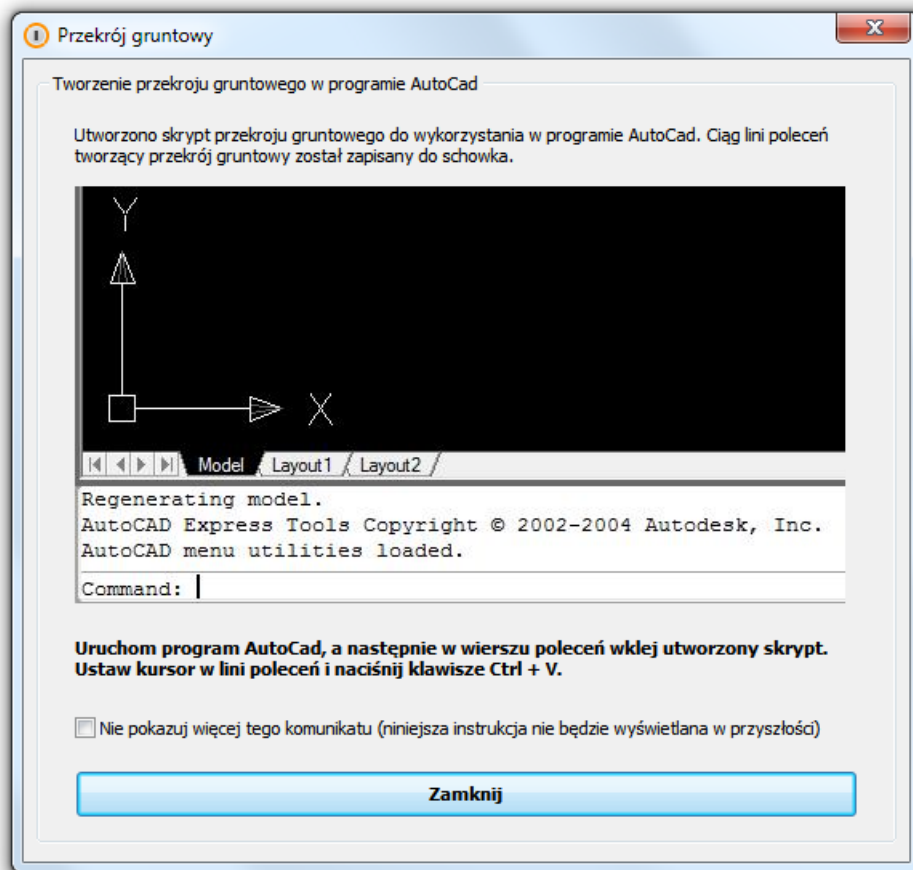 Przekrój gruntowy
Tworzenie przekroju gruntowego w programie AutoCad
Utworzono skrypt przekroju gruntowego do wykorzystania w programie AutoCad. Ciąg lini poleceń
tworzący przekrój gruntowy został zapisany do schowka.
Y
X
Model Layout1 Layout2
Regenerating model.
AutoCAD Express Tools Copyright © 2002-2004 Autodesk, Inc.
AutoCAD menu utilities loaded.
Command:
Uruchom program AutoCad, a następnie w wierszu poleceń wklej utworzony skrypt.
Ustaw kursor w lini poleceń i naciśnij klawisze Ctrl + V.
Nie pokazuj więcej tego komunikatu (niniejsza instrukcja nie będzie wyświetlana w przyszłości)
Zamknij